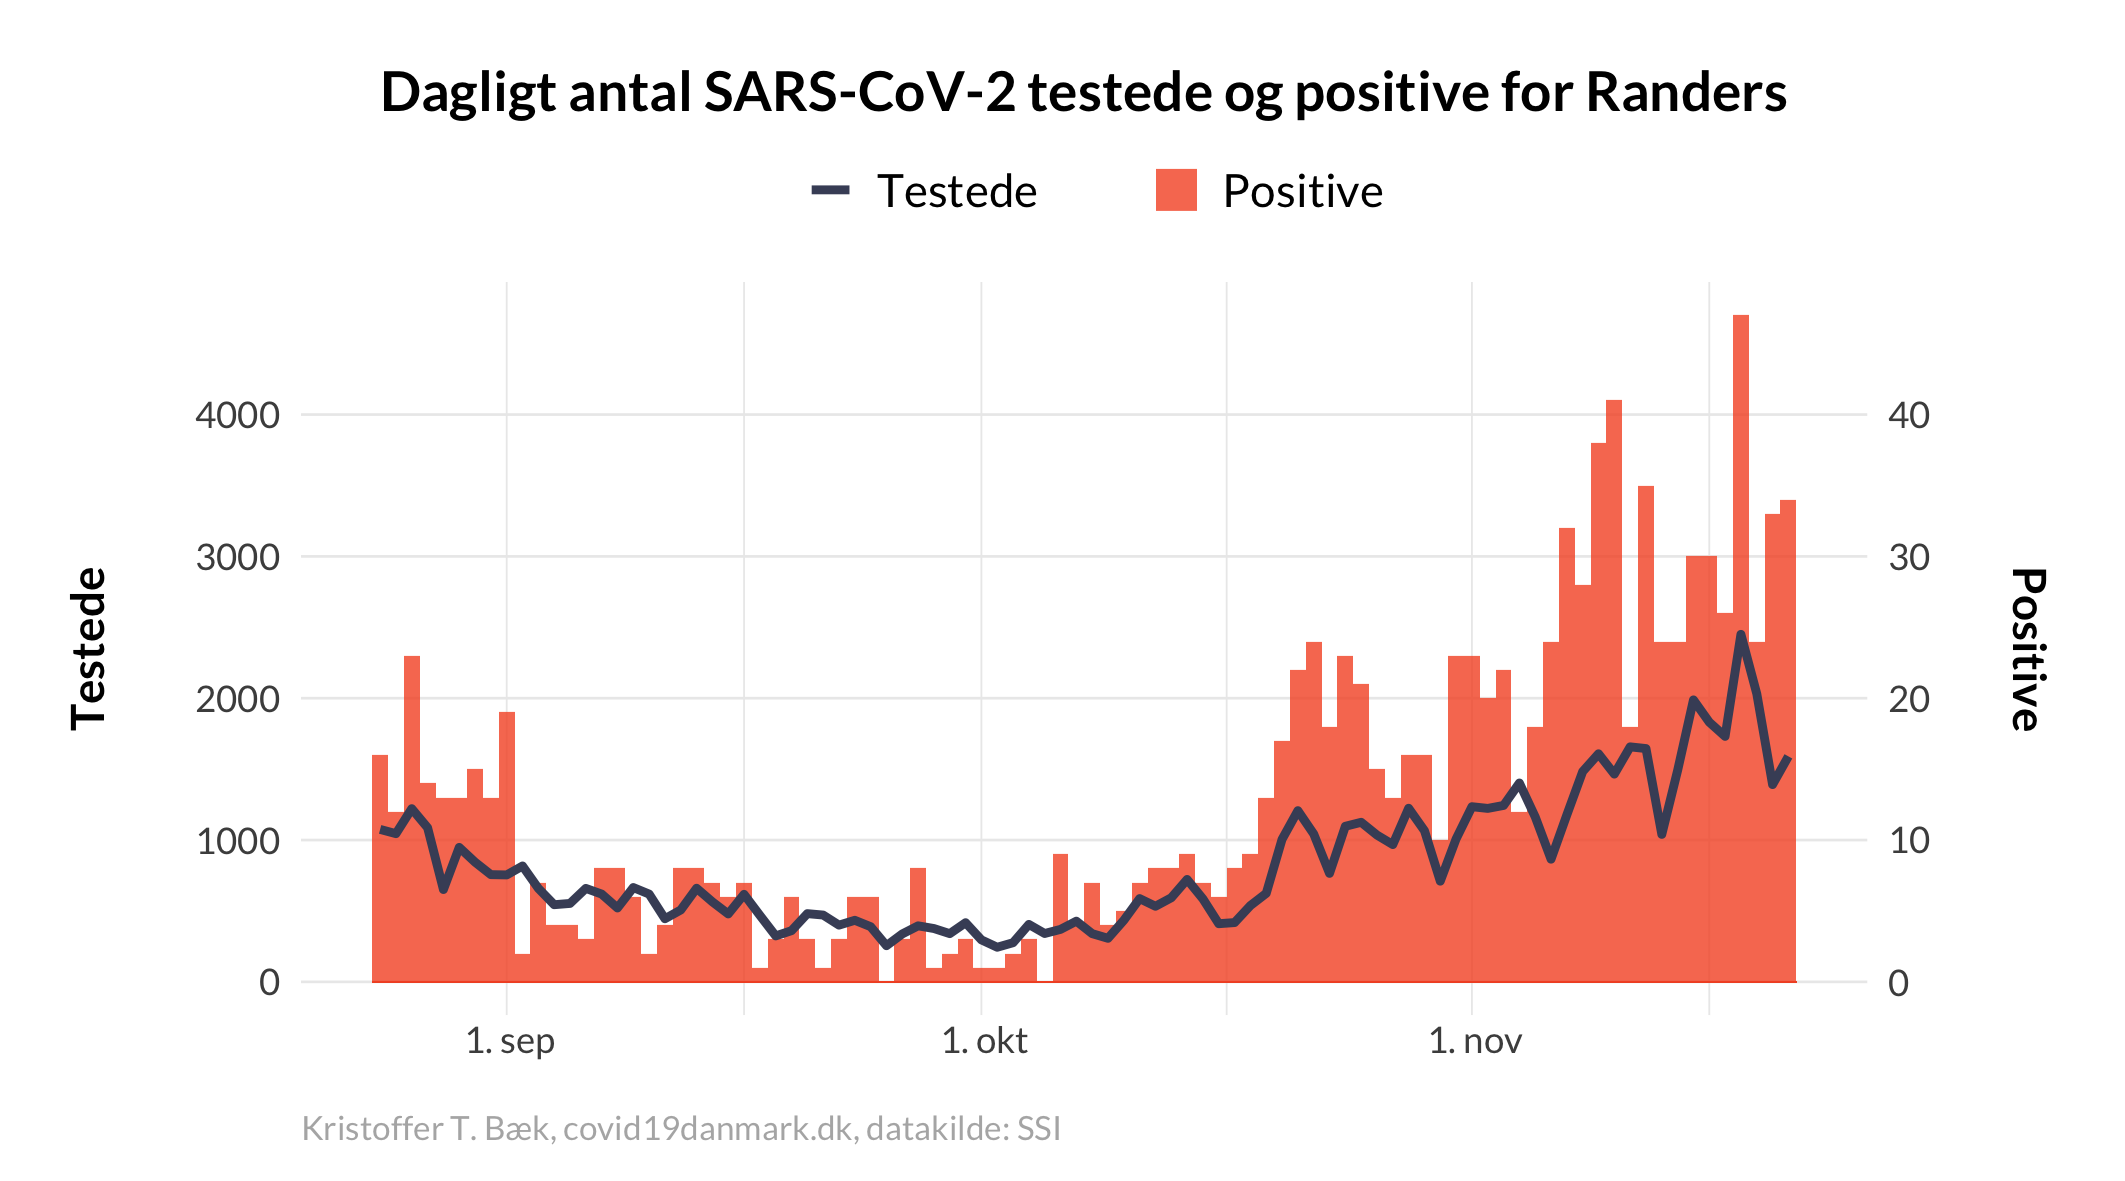 Dagligt antal SARS-CoV-2 testede og positive for Randers
Testede
Positive
Testede
4000
3000
2000
1000
0
40
30
20
10
0
Positive
1. sep
1. okt
1. nov
Kristoffer T. Bæk, covid19danmark.dk, datakilde: SSI